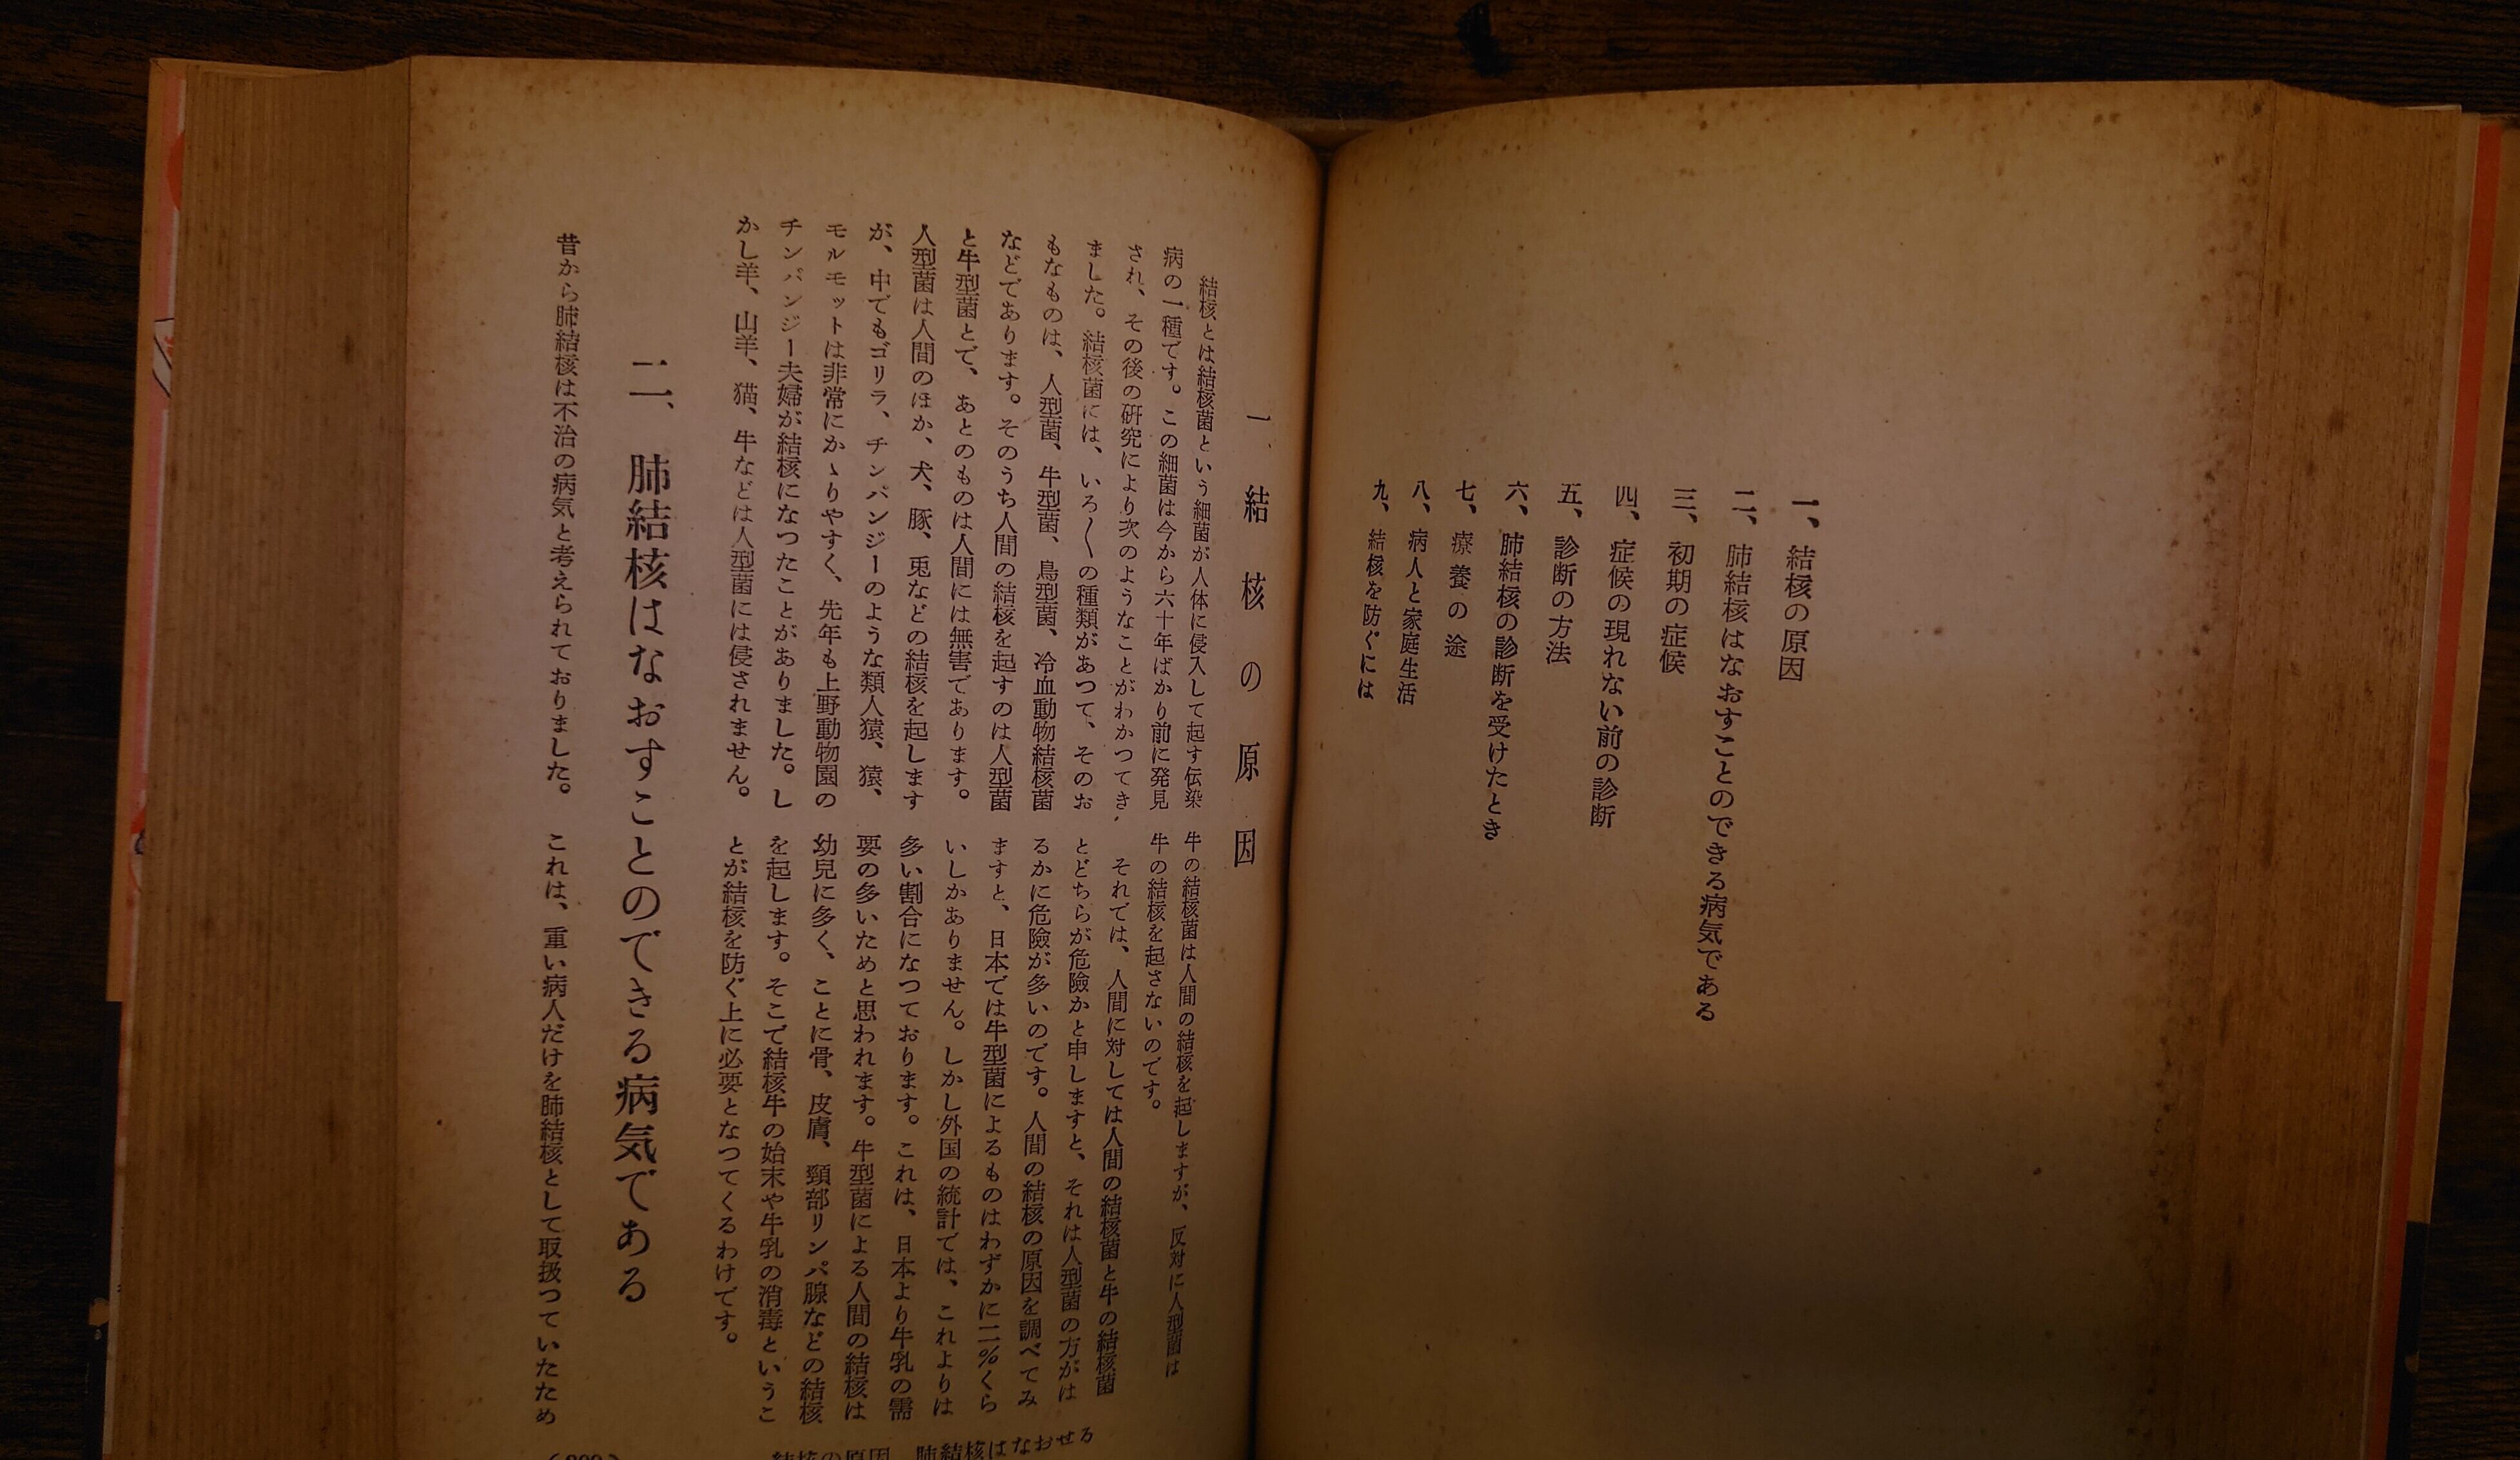 一、結核の原因
二、肺結核はなおすことのできる病気である
三、初期の症候
四、症候の現れない前の診断
五、診断の方法
六、肺結核の診断を受けたとき
七、療養の途
八、病人と家庭生活
九、結核を防ぐには
一、結核の原因
結核とは結核菌という細菌が人体に侵入して起す伝染
病の一種です。この細菌は今から六十年ばかり前に発見
され、その後の研究により次のようなことがわかつてき
ました。結核菌には、いろ〱の種類があつて、そのお
もなものは、人型菌、牛型菌、鳥型菌、冷血動物結核菌
などであります。そのうち人間の結核を起すのは人型菌
と牛型菌とで、あとのものは人間には無害であります。
人型菌は人間のほか、犬、豚、兎などの結核を起します
が、中でもゴリラ、チンパンジーのような類人猿、猿、
モルモットは非常にかゝりやすく、先年も上野動物園の
チンパンジー夫婦が結核になつたことがありました。し
かし羊、山羊、猫、牛などは人型菌には侵されません。
牛の結核菌は人間の結核を起しますが、反対に人型菌は
牛の結核を起さないのです。
それでは、人間に対しては人間の結核菌と牛の結核菌
とどちらが危險かと申しますと、それは人型菌の方がは
るかに危險が多いのです。人間の結核の原因を調べてみ
ますと、日本では牛型菌によるものはわずかに二%くら
いしかありません。しかし外国の統計では、これよりは
多い割合になつております。これは、日本より牛乳の需
要の多いためと思われます。牛型菌による人間の結核は
幼兒に多く、ことに骨、皮膚、頸部リンパ腺などの結核
を起します。そこで結核牛の始末や牛乳の消毒というこ
とが結核を防ぐ上に必要となつてくるわけです。
二、肺結核はなおすことのできる病気である
昔から肺結核は不治の病気と考えられておりました。
これは、重い病人だけを肺結核として取扱つていたため
結核の原因 肺結核はなおせる